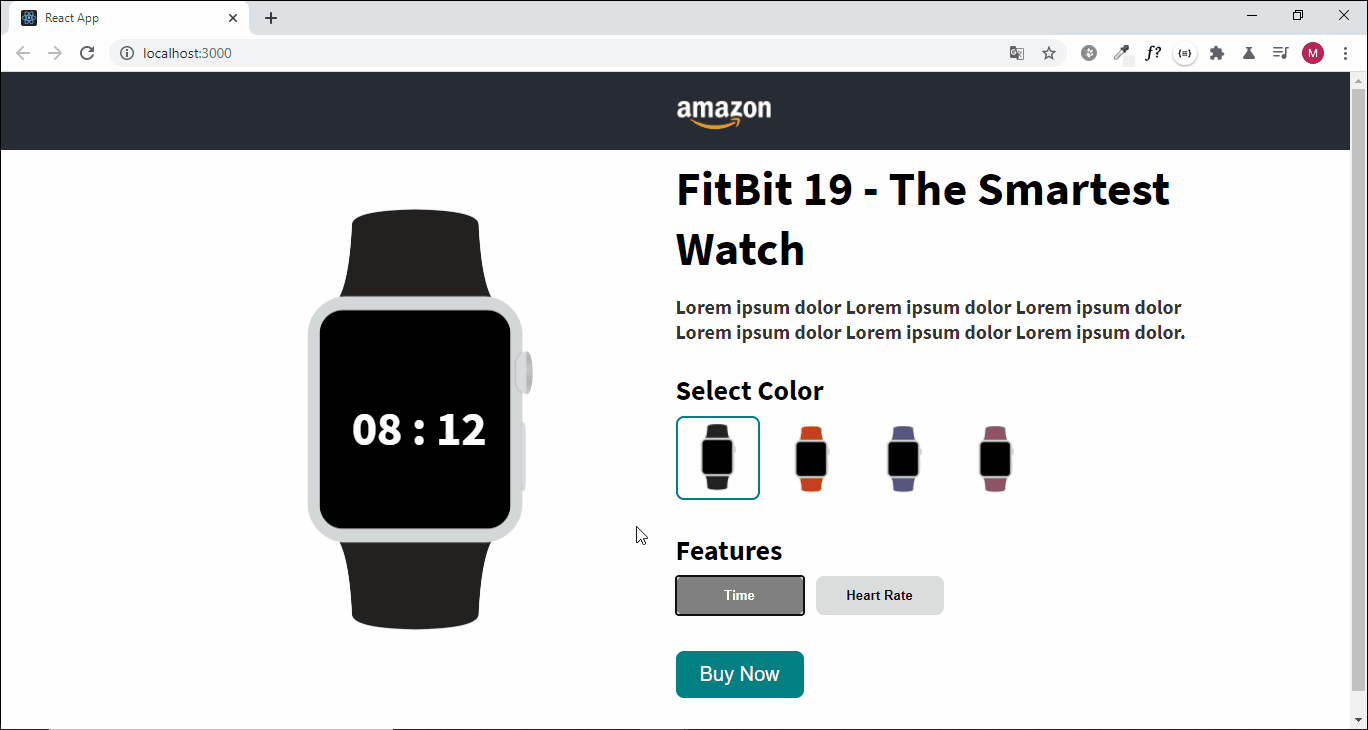 React App
localhost:3000
f?
M
amazon
FitBit 19 - The Smartest
Watch
Lorem ipsum dolor Lorem ipsum dolor Lorem ipsum dolor
Lorem ipsum dolor Lorem ipsum dolor Lorem ipsum dolor.
08 : 12
Select Color
Features
Time
Heart Rate
Buy Now